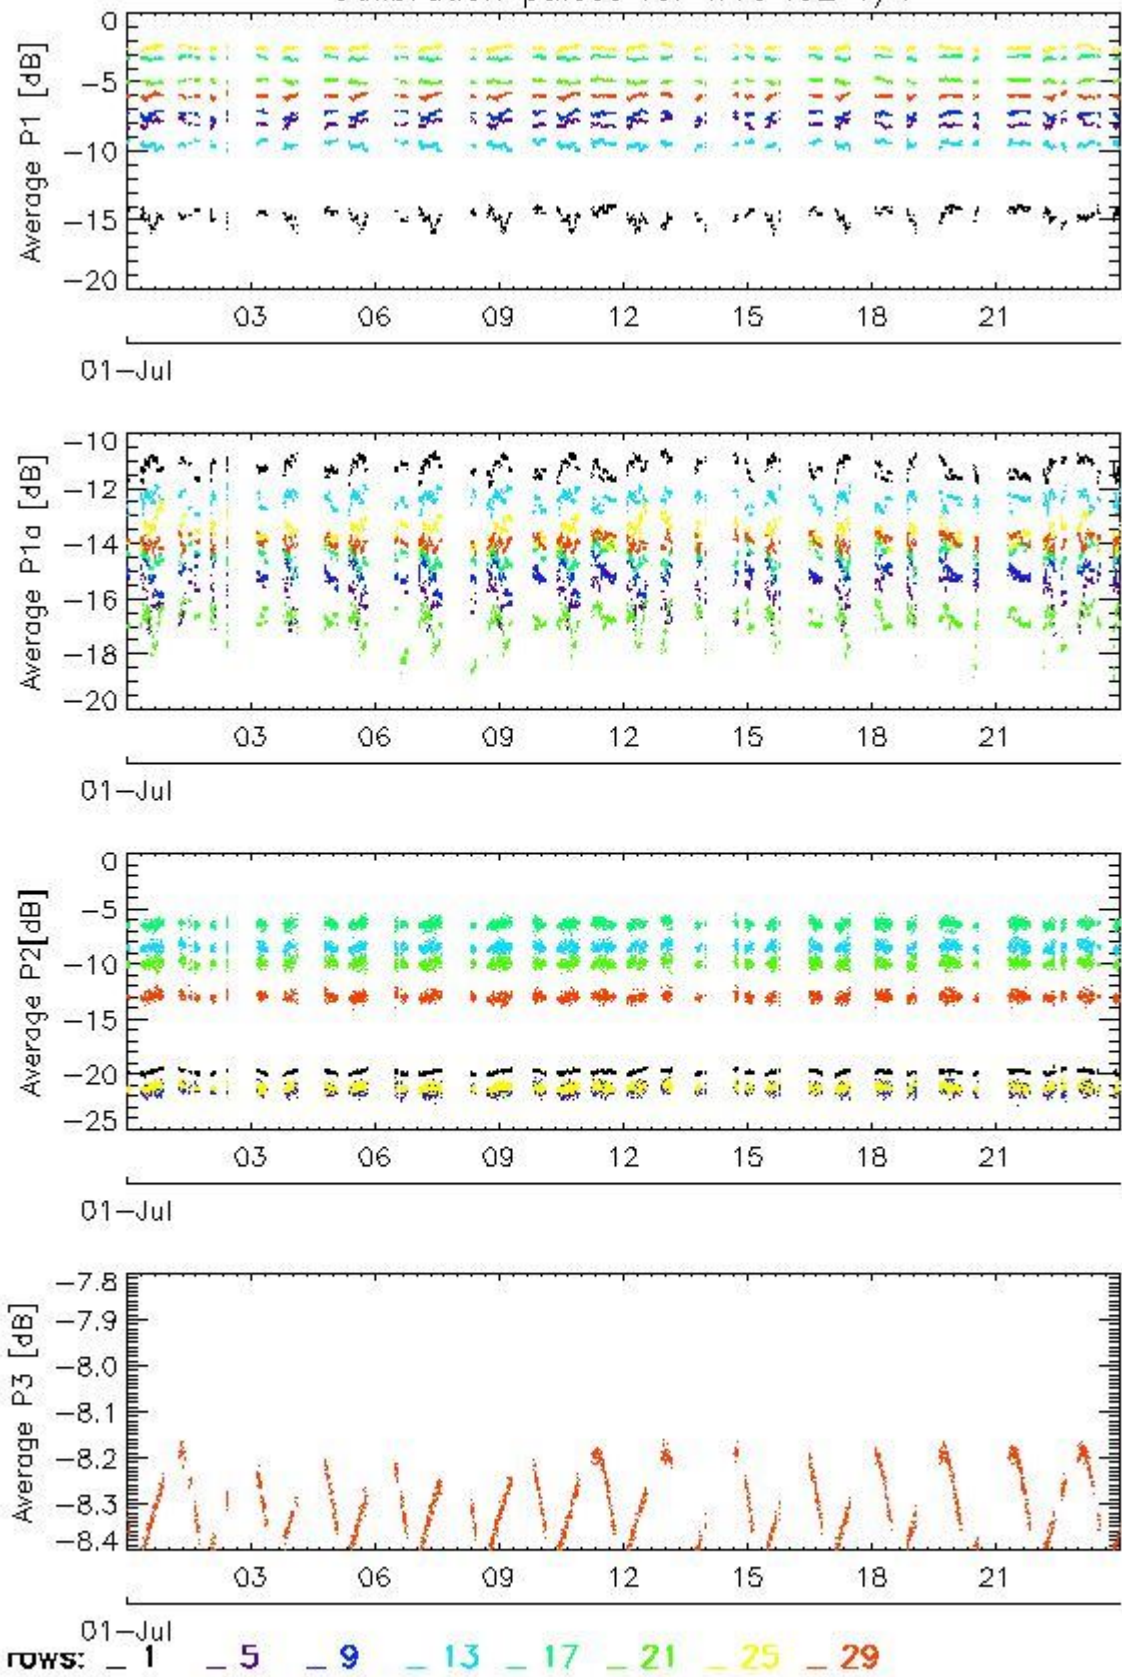 0
−5
−10
−15
−20
Average P1 [dB]
03 06 09 12 15 18 21
01−Jul
−10
−12
−14
−16
−18
−20
Average P1a [dB]
03 06 09 12 15 18 21
01−Jul
0
−5
−10
−15
−20
−25
Average P2[dB]
03 06 09 12 15 18 21
01−Jul
−7.8
−7.9
−8.0
−8.1
−8.2
−8.3
−8.4
Average P3 [dB]
03 06 09 12 15 18 21
01−Jul
rows: _ 1 _ 5 _ 9 _ 13 _ 17 _ 21 _ 25 _ 29